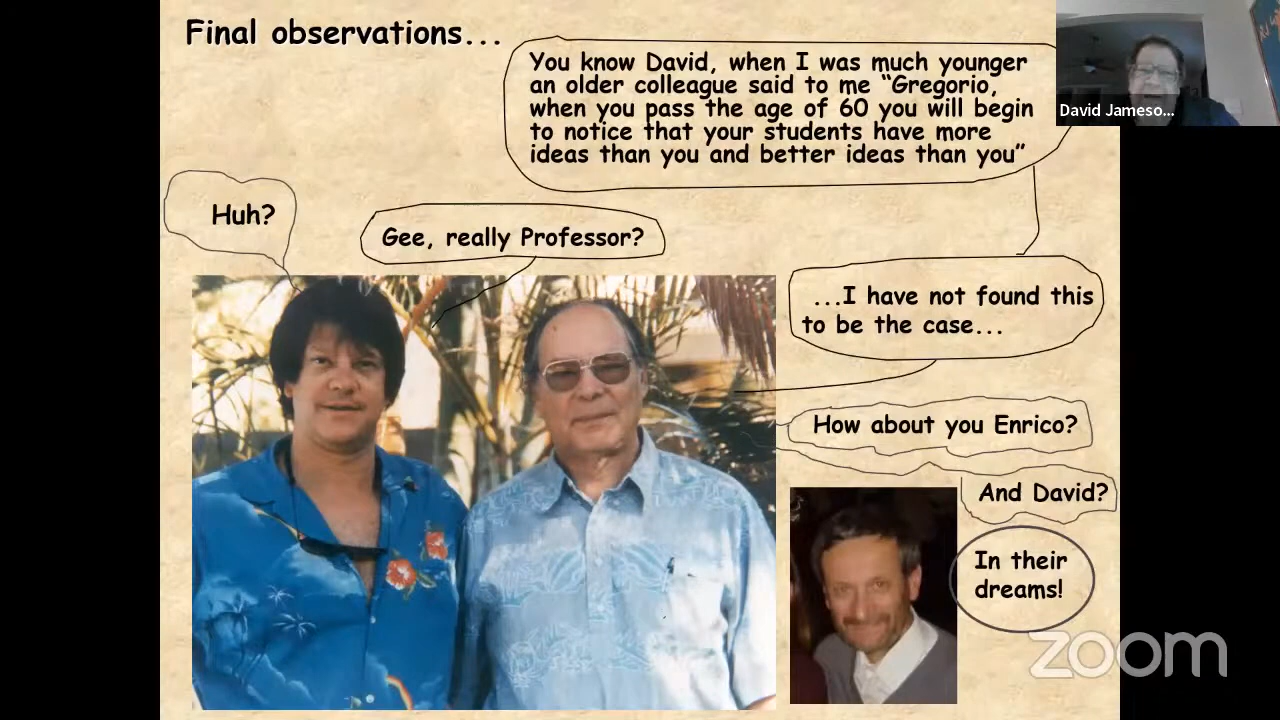 Final observations...
You know David, when I was much younger
an older colleague said to me “Gregorio,
when you pass the age of 60 you will begin
to notice that your students have more
ideas than you and better ideas than you”
David Jameso...
Huh?
Gee, really Professor?
...I have not found this
to be the case...
How about you Enrico?
And David?
In their
dreams!
zoom